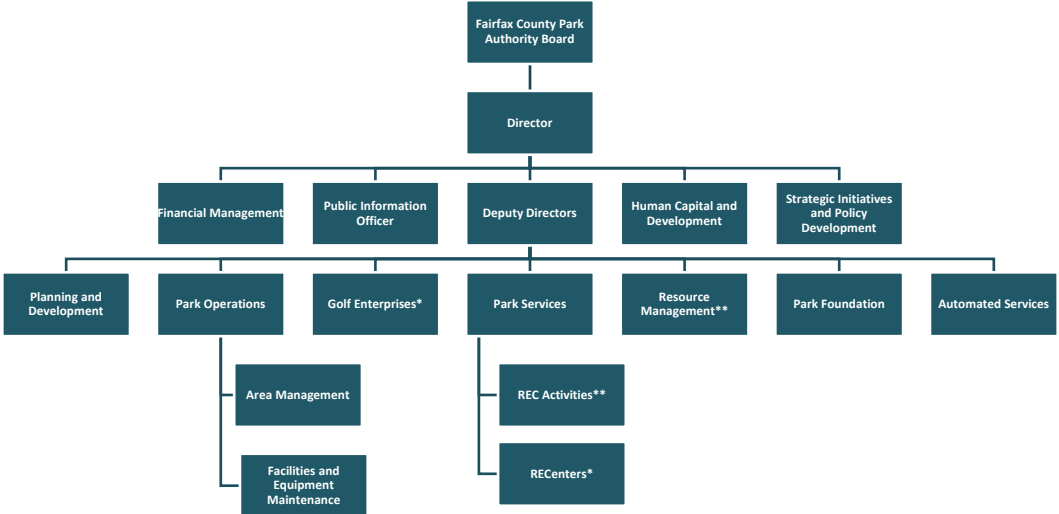 Fairfax County Park
Authority Board
Director
Financial Management
Public Information
Officer
Deputy Directors
Human Capital and
Development
Strategic Initiatives
and Policy
Development
Planning and
Development
Park Operations
Golf Enterprises*
Park Services
Resource
Management**
Park Foundation
Automated Services
Area Management
REC Activities**
Facilities and
Equipment
Maintenance
RECenters*